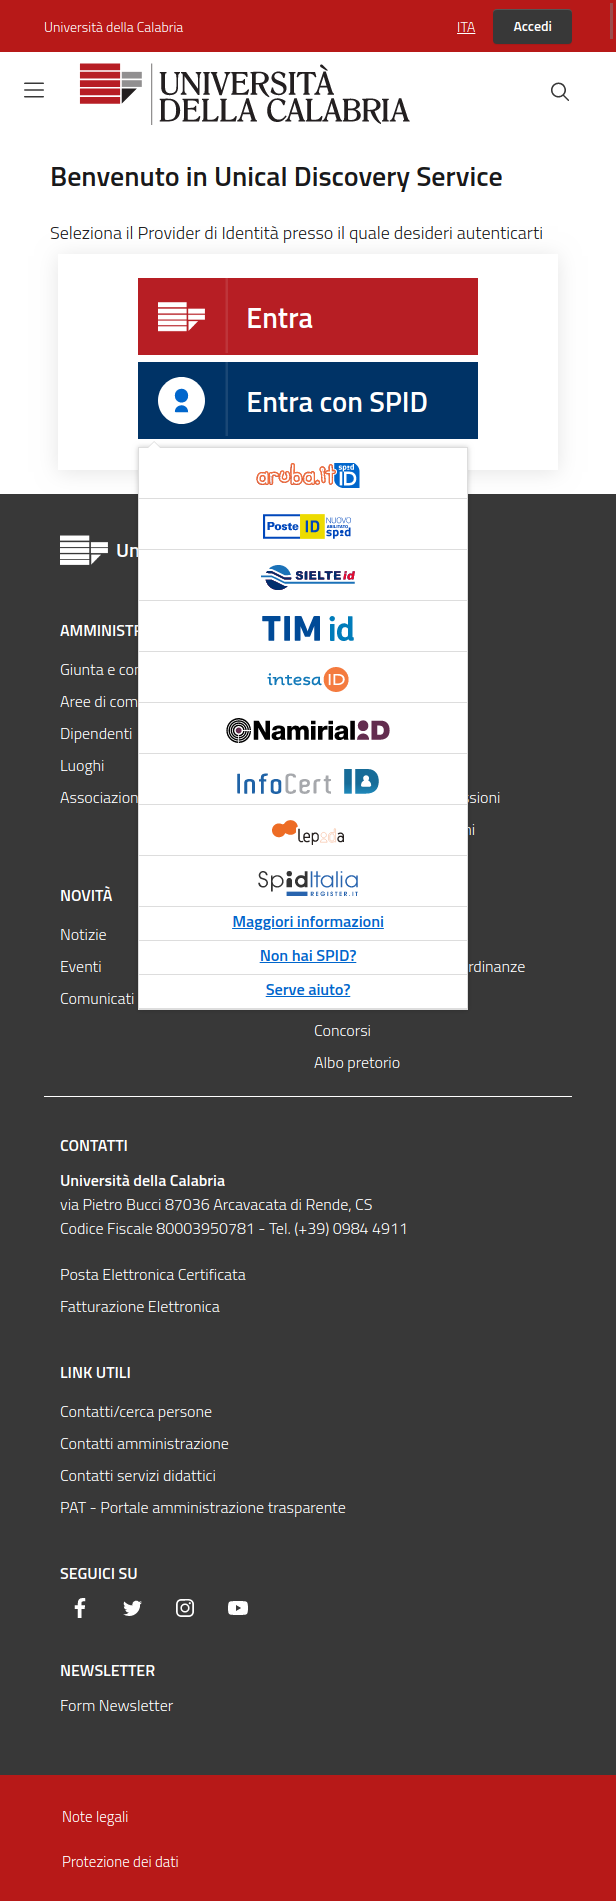 Università della Calabria
ITA
Accedi
UNIVERSITÀ
DELLA CALABRIA
Benvenuto in Unical Discovery Service
Seleziona il Provider di Identità presso il quale desideri autenticarti
Entra
Entra con SPID
aruba.it spid ID
Poste ID NUOVO ABILITATO spid
SIELTE id
TIM id
intesa ID
Namirial ID
InfoCert ID
lepida
SpidItalia
REGISTER.IT
Maggiori informazioni
Non hai SPID?
Serve aiuto?
Un
AMMINISTR
Giunta e con
Aree di com
Dipendenti
Luoghi
Associazion
ssioni
ni
NOVITÀ
Notizie
Eventi
Comunicati
rdinanze
Concorsi
Albo pretorio
CONTATTI
Università della Calabria
via Pietro Bucci 87036 Arcavacata di Rende, CS
Codice Fiscale 80003950781 - Tel. (+39) 0984 4911
Posta Elettronica Certificata
Fatturazione Elettronica
LINK UTILI
Contatti/cerca persone
Contatti amministrazione
Contatti servizi didattici
PAT - Portale amministrazione trasparente
SEGUICI SU
NEWSLETTER
Form Newsletter
Note legali
Protezione dei dati